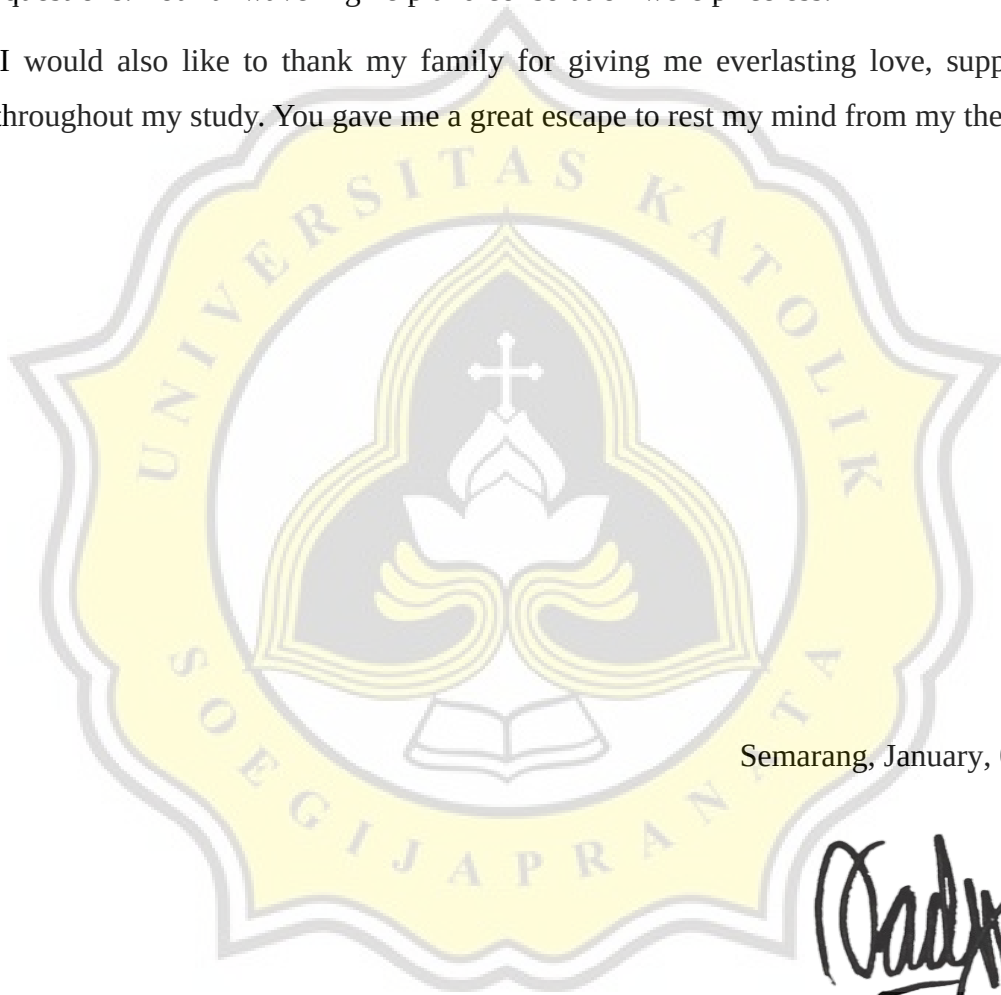 I would also like to thank my family for giving me everlasting love, supp
throughout my study. You gave me a great escape to rest my mind from my the
UNIVERSITAS KATOLIK
SOEGIJAPRANATA
Semarang, January,